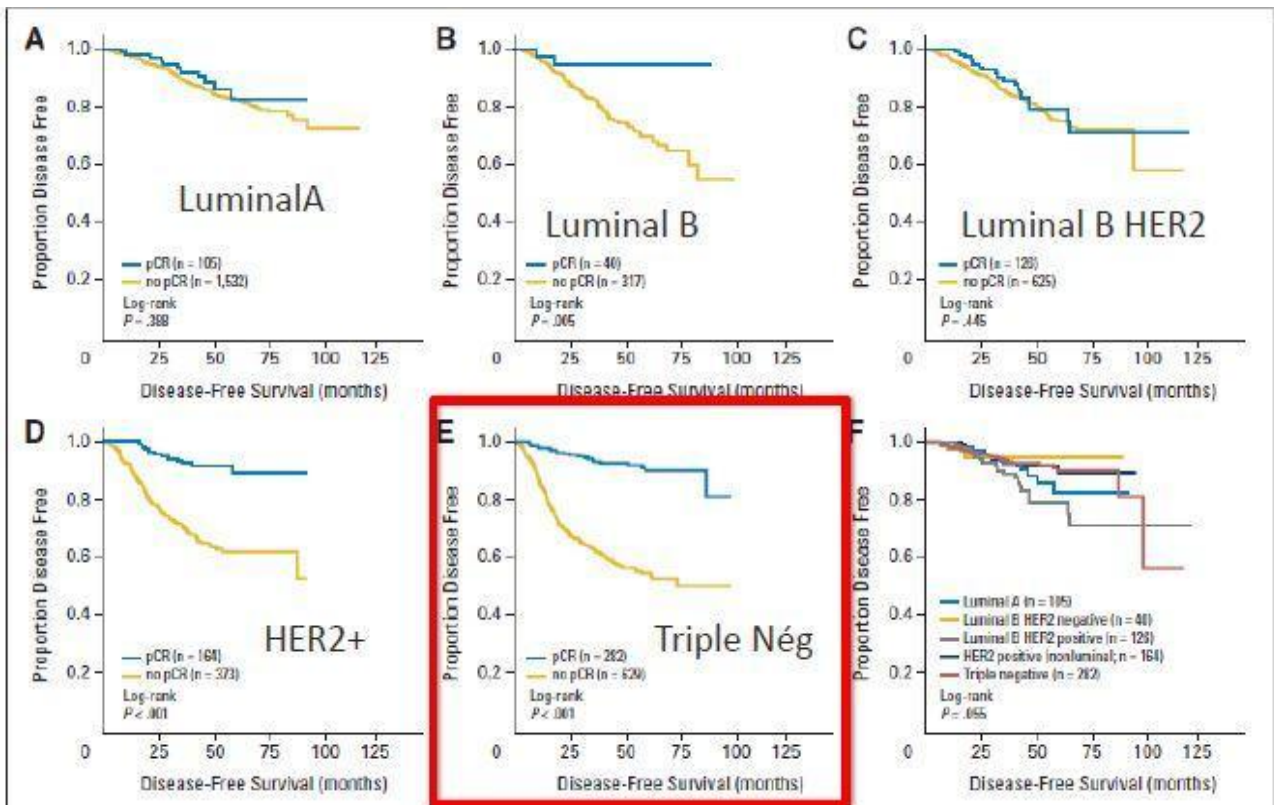 A
1.0
0.8
0.6
0.4
0.2
0
25
50
75
100
125
Proportion Disease Free
LuminalA
pCR (n = 105)
no pCR (n = 1,532)
Log-rank
P = .388
Disease-Free Survival (months)
B
1.0
0.8
0.6
0.4
0.2
0
25
50
75
100
125
Proportion Disease Free
Luminal B
pCR (n = 40)
no pCR (n = 317)
Log-rank
P = .005
Disease-Free Survival (months)
C
1.0
0.8
0.6
0.4
0.2
0
25
50
75
100
125
Proportion Disease Free
Luminal B HER2
pCR (n = 128)
no pCR (n = 625)
Log-rank
P = .445
Disease-Free Survival (months)
D
1.0
0.8
0.6
0.4
0.2
0
25
50
75
100
125
Proportion Disease Free
HER2+
pCR (n = 164)
no pCR (n = 373)
Log-rank
P < .001
Disease-Free Survival (months)
E
1.0
0.8
0.6
0.4
0.2
0
25
50
75
100
125
Proportion Disease Free
Triple Nég
pCR (n = 282)
no pCR (n = 629)
Log-rank
P < .001
Disease-Free Survival (months)
F
1.0
0.8
0.6
0.4
0.2
0
25
50
75
100
125
Proportion Disease Free
Luminal A (n = 105)
Luminal B HER2 negative (n = 40)
Luminal B HER2 positive (n = 128)
HER2 positive (nonluminal; n = 164)
Triple negative (n = 282)
Log-rank
P = .055
Disease-Free Survival (months)